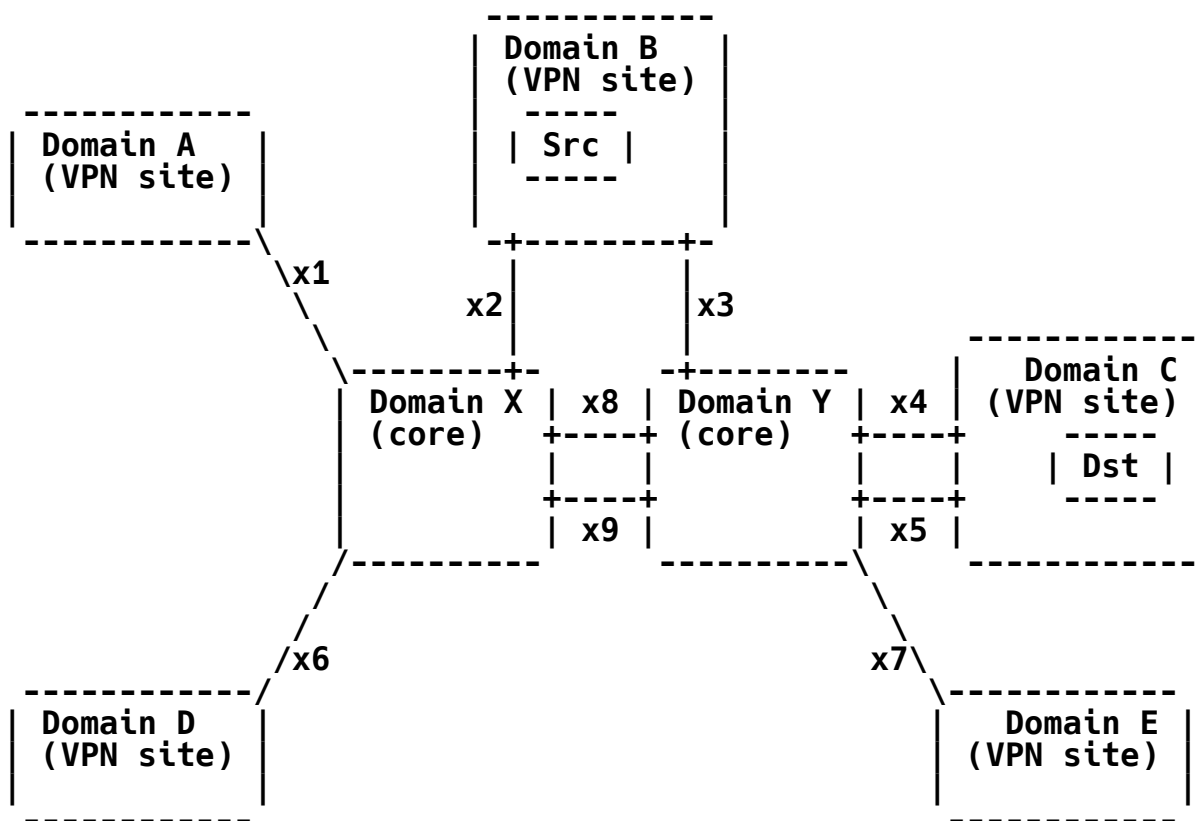 Domain B
(VPN site)
Src
Domain A
(VPN site)
x1
x2
x3
Domain C
(VPN site)
Dst
Domain X
(core)
x8
Domain Y
(core)
x4
x9
x5
x6
x7
Domain D
(VPN site)
Domain E
(VPN site)